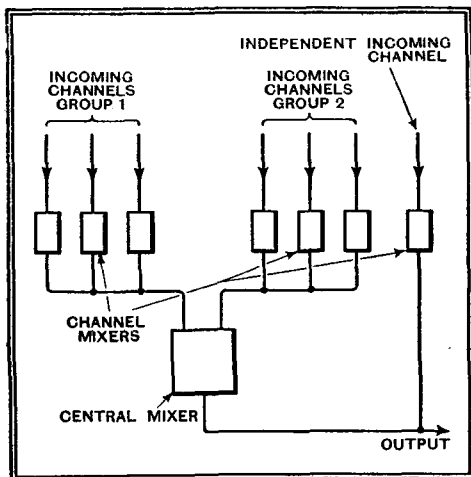 INDEPENDENT INCOMING
CHANNEL
INCOMING
CHANNELS
GROUP 1
INCOMING
CHANNELS
GROUP 2
CHANNEL
MIXERS
CENTRAL MIXER
OUTPUT